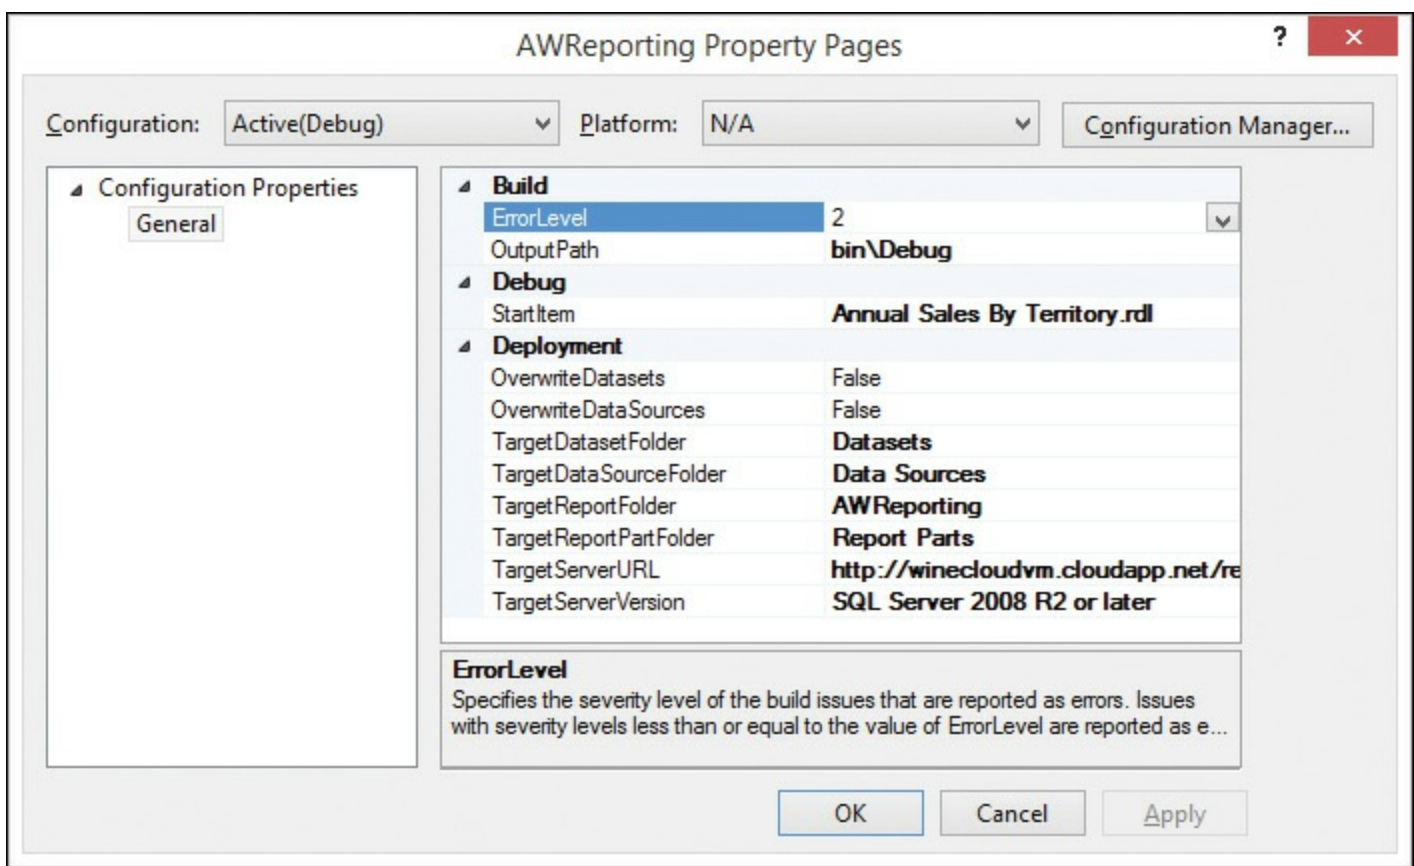 AWReporting Property Pages
?
×
Configuration: Active(Debug) Platform: N/A Configuration Manager...
Configuration Properties
General
Build
ErrorLevel 2
OutputPath bin\Debug
Debug
StartItem Annual Sales By Territory.rdl
Deployment
OverwriteDatasets False
OverwriteDataSources False
TargetDatasetFolder Datasets
TargetDataSourceFolder Data Sources
TargetReportFolder AWReporting
TargetReportPartFolder Report Parts
TargetServerURL http://winecloudvm.cloudapp.net/re
TargetServerVersion SQL Server 2008 R2 or later
ErrorLevel
Specifies the severity level of the build issues that are reported as errors. Issues
with severity levels less than or equal to the value of ErrorLevel are reported as e...
OK Cancel Apply